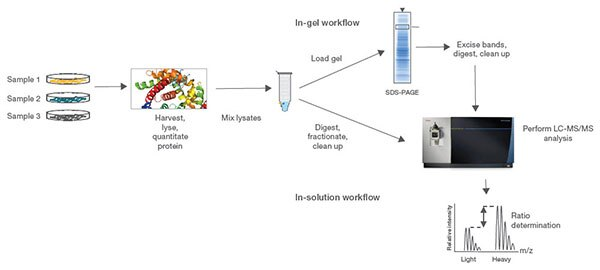 In-gel workflow
Load gel
SDS-PAGE
Excise bands,
digest, clean up
Sample 1
Sample 2
Sample 3
Harvest,
lyse,
quantitate
protein
Mix lysates
Digest,
fractionate,
clean up
Perform LC-MS/MS
analysis
In-solution workflow
Relative intensity
Ratio
determination
m/z
Light
Heavy